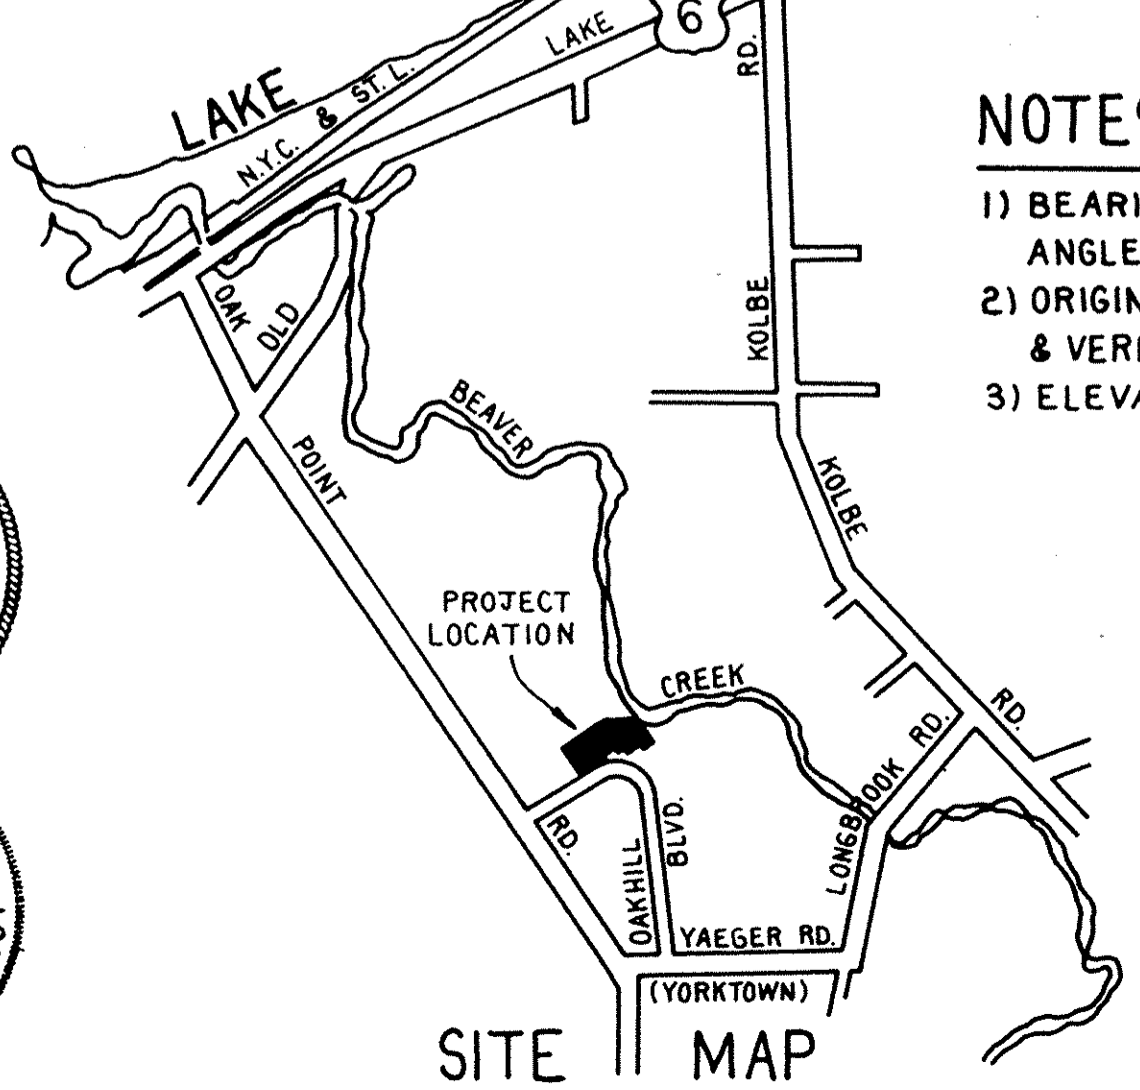 6
LAKE
RD.
LAKE
N.Y.C. & ST. L.
NOTES
1) BEARI
ANGLE
2) ORIGIN
& VERI
3) ELEVA
OAK
OLD
KOLBE
BEAVER
POINT
KOLBE
PROJECT
LOCATION
CREEK
RD.
RD.
LONGBROOK
BLVD.
RD.
OAKHILL
YAEGER RD.
(YORKTOWN)
SITE MAP